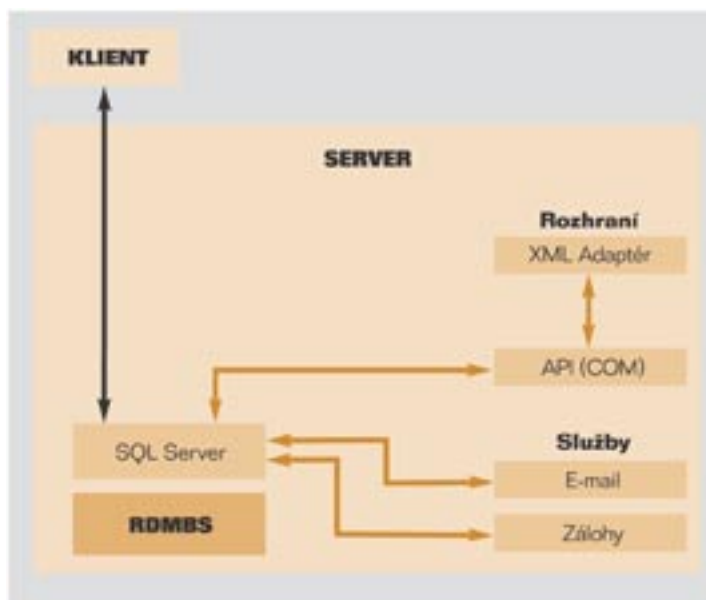 KLIENT
SERVER
Rozhraní
XML Adaptér
API (COM)
SQL Server
RDMBS
Služby
E-mail
Zálohy